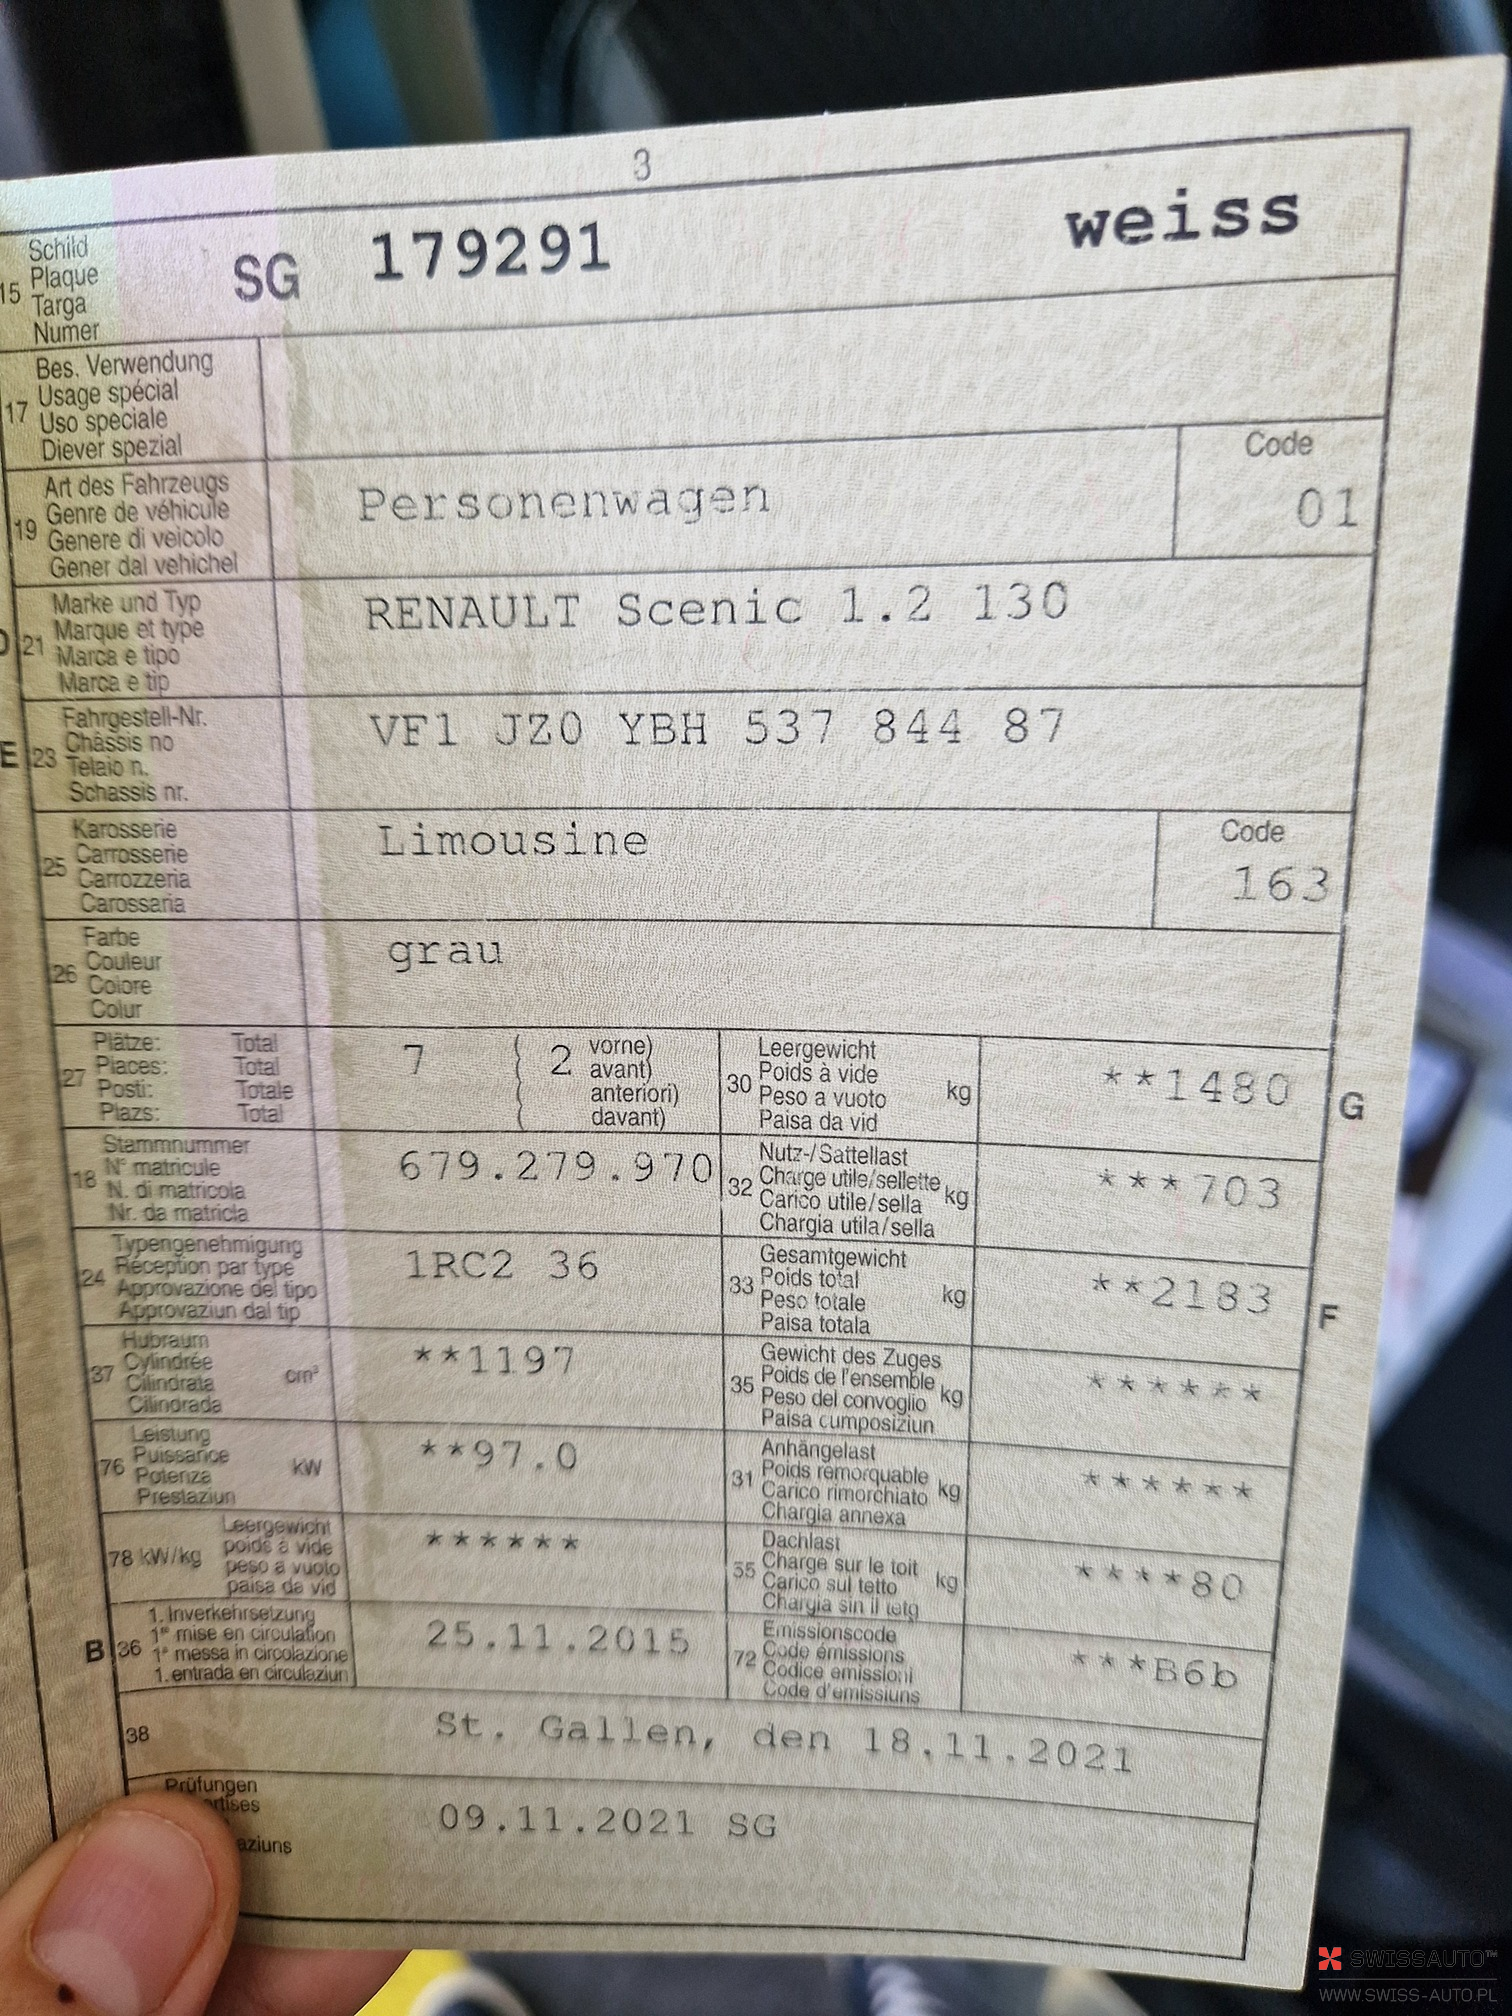 3
15 Schild
Plaque
Targa
Numer
SG 179291 weiss
17 Bes. Verwendung
Usage spécial
Uso speciale
Diever spezial
19 Art des Fahrzeugs
Genre de véhicule
Genere di veicolo
Gener dal vehichel
Personenwagen
Code
01
D 21 Marke und Typ
Marque et type
Marca e tipo
Marca e tip
RENAULT Scenic 1.2 130
E 23 Fahrgestell-Nr.
Châssis no
Telaio n.
Schassis nr.
VF1 JZ0 YBH 537 844 87
25 Karosserie
Carrosserie
Carrozzeria
Carossaria
Limousine
Code
163
26 Farbe
Couleur
Colore
Colur
grau
27 Plätze: Total
Places: Total
Posti: Totale
Plazs: Total
7 ( 2 vorne)
avant)
anteriori)
( davant)
30 Leergewicht
Poids à vide
Peso a vuoto
Paisa da vid
kg
**1480 G
18 Stammnummer
N° matricule
N. di matricola
Nr. da matricla
679.279.970
32 Nutz-/Sattellast
Charge utile/sellette
Carico utile/sella
Chargia utila/sella
kg
***703
24 Typengenehmigung
Réception par type
Approvazione del tipo
Approvaziun dal tip
1RC2 36
33 Gesamtgewicht
Poids total
Peso totale
Paisa totala
kg
**2183 F
37 Hubraum
Cylindrée
Cilindrata
Cilindrada
cm³
**1197
35 Gewicht des Zuges
Poids de l'ensemble
Peso del convoglio
Paisa cumposiziun
kg
******
76 Leistung
Puissance
Potenza
Prestaziun
kW
**97.0
31 Anhängelast
Poids remorquable
Carico rimorchiato
Chargia annexa
kg
******
78 kW/kg Leergewicht
poids à vide
peso a vuoto
paisa da vid
******
55 Dachlast
Charge sur le toit
Carico sul tetto
Chargia sin il tetg
kg
****80
B 36 1. Inverkehrsetzung
1re mise en circulation
1a messa in circolazione
1. entrada en circulaziun
25.11.2015
72 Emissionscode
Code émissions
Codice emissioni
Code d'emissiuns
***B6b
38
St. Gallen, den 18.11.2021
Prüfungen
ertises
aziuns
09.11.2021 SG
SWISSAUTO™
WWW.SWISS-AUTO.PL